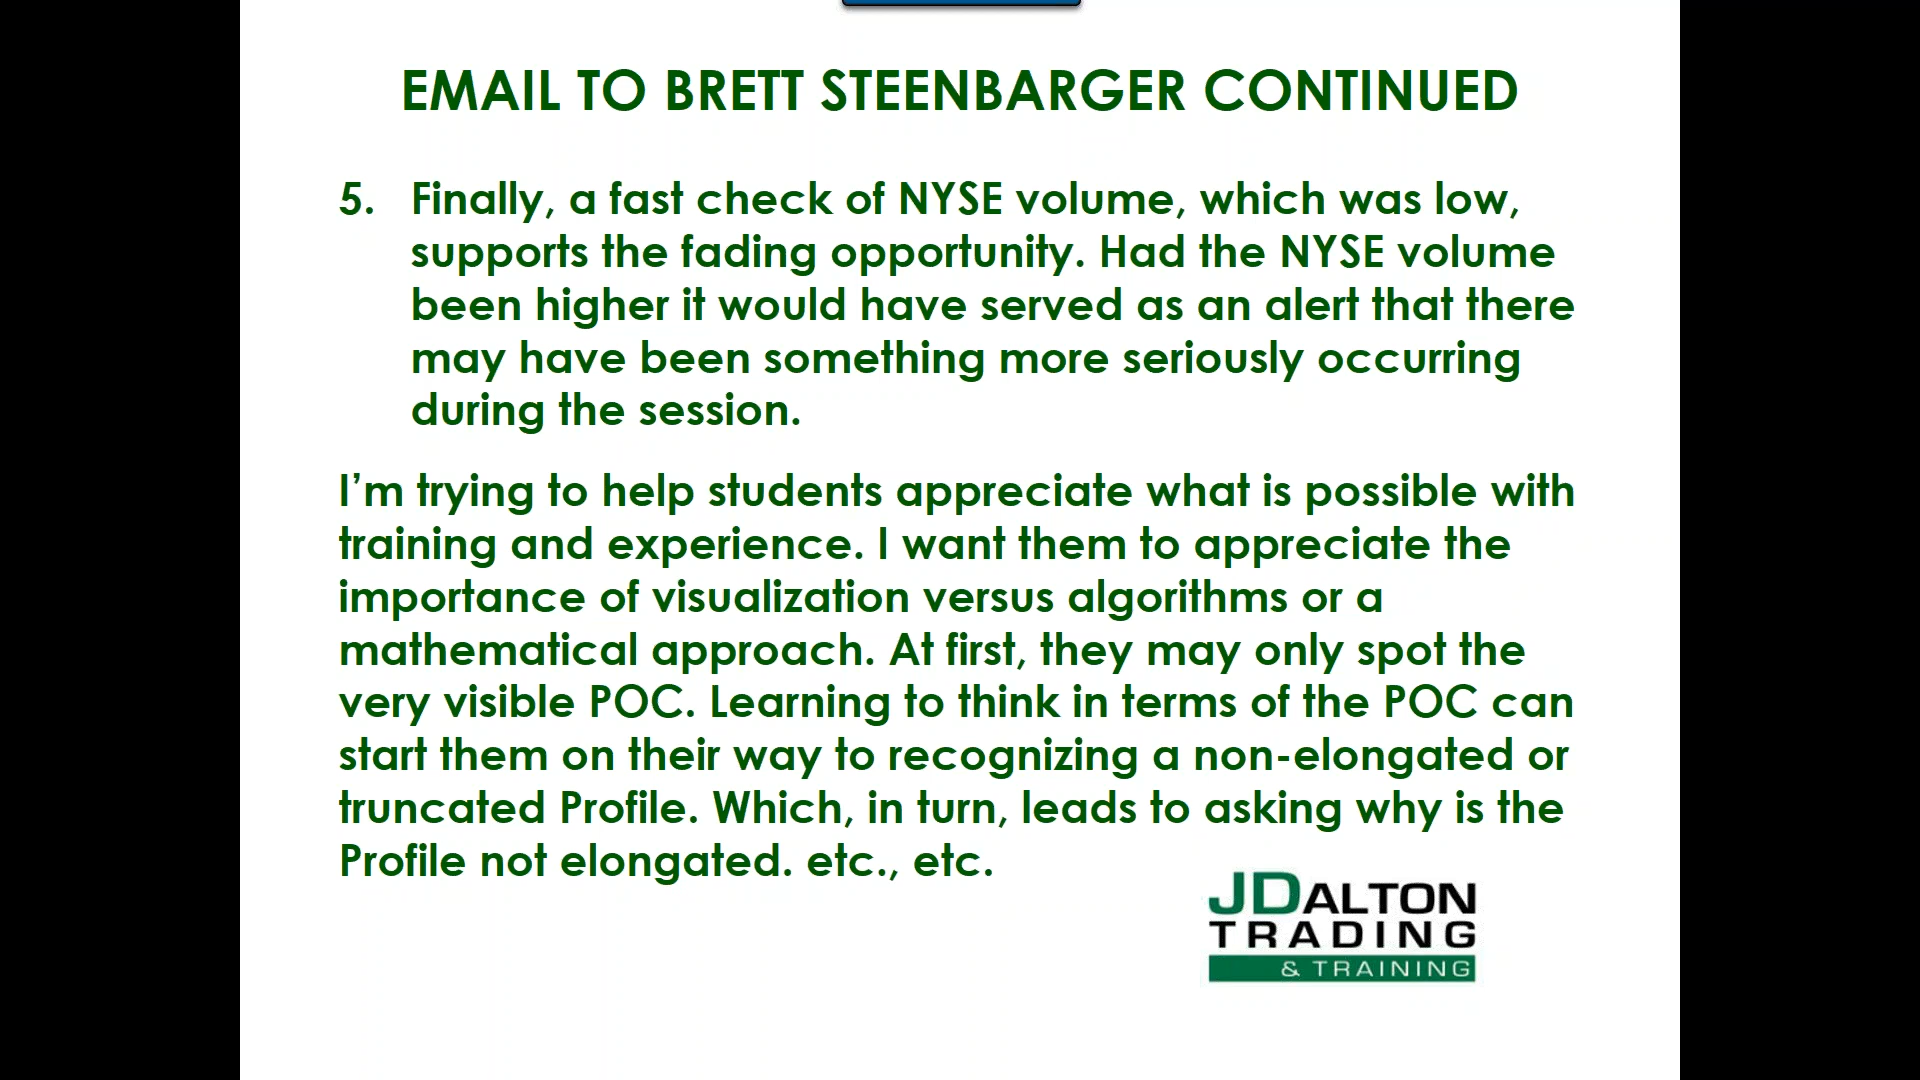 EMAIL TO BRETT STEENBARGER CONTINUED
5. Finally, a fast check of NYSE volume, which was low,
supports the fading opportunity. Had the NYSE volume
been higher it would have served as an alert that there
may have been something more seriously occurring
during the session.
I’m trying to help students appreciate what is possible with
training and experience. I want them to appreciate the
importance of visualization versus algorithms or a
mathematical approach. At first, they may only spot the
very visible POC. Learning to think in terms of the POC can
start them on their way to recognizing a non-elongated or
truncated Profile. Which, in turn, leads to asking why is the
Profile not elongated. etc., etc.
JDALTON
TRADING
& TRAINING